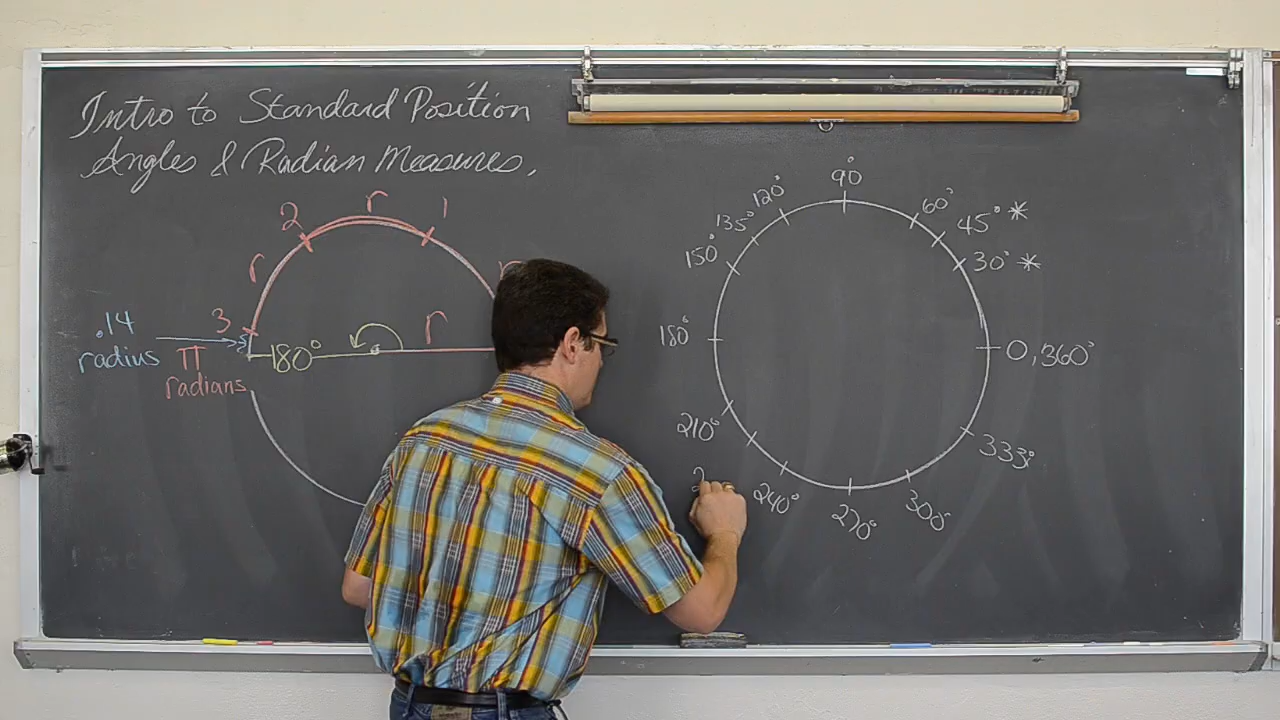 Intro to Standard Position
Angles & Radian Measures.
2 r 1
r
3
.14
radius
π
radians
180°
r
90°
120°
60°
135°
45° *
150°
30° *
180°
0, 360°
210°
333°
2
240°
270°
300°